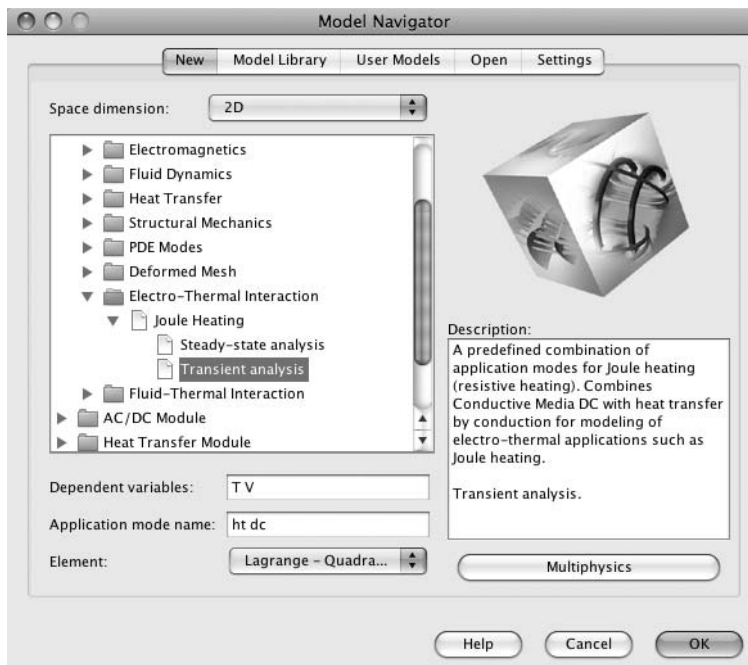 Model Navigator
New Model Library User Models Open Settings
Space dimension: 2D
Electromagnetics
Fluid Dynamics
Heat Transfer
Structural Mechanics
PDE Modes
Deformed Mesh
Electro-Thermal Interaction
Joule Heating
Steady-state analysis
Transient analysis
Fluid-Thermal Interaction
AC/DC Module
Heat Transfer Module
Description:
A predefined combination of
application modes for Joule heating
(resistive heating). Combines
Conductive Media DC with heat transfer
by conduction for modeling of
electro-thermal applications such as
Joule heating.
Transient analysis.
Dependent variables: T V
Application mode name: ht dc
Element: Lagrange - Quadra...
Multiphysics
Help Cancel OK